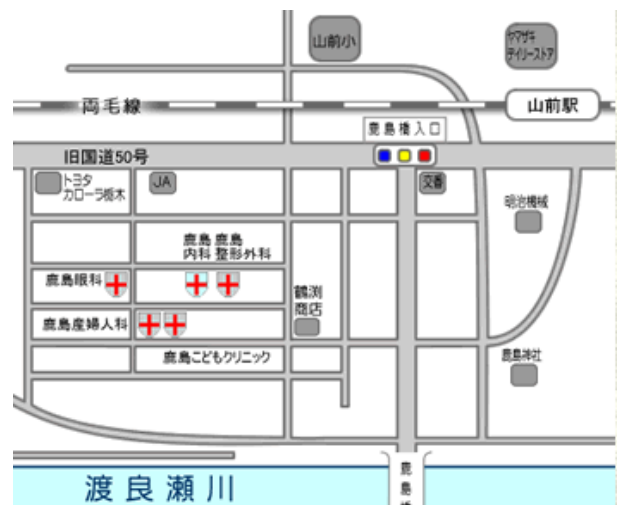 山前小
ヤマザキ
デイリーストア
両毛線
山前駅
鹿島橋入口
旧国道50号
トヨタ
カローラ栃木
JA
交番
明治機械
鹿島 鹿島
内科 整形外科
鹿島眼科
鶴渕
商店
鹿島産婦人科
鹿島こどもクリニック
鹿島神社
渡良瀬川
鹿島橋